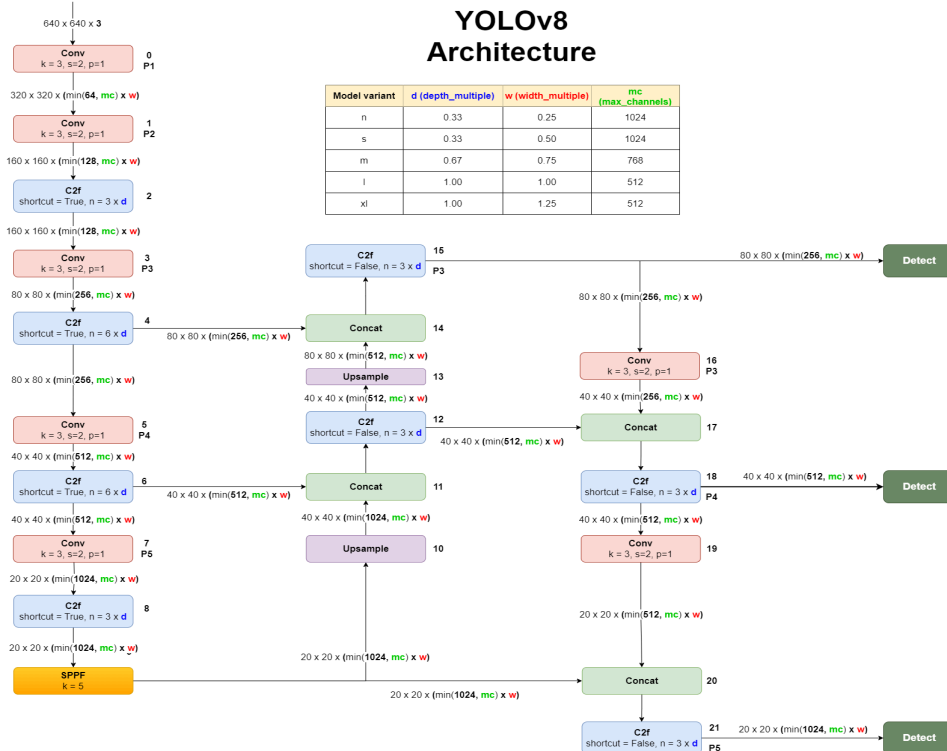 YOLOv8
Architecture
Model variant d (depth_multiple) w (width_multiple) mc (max_channels)
n 0.33 0.25 1024
s 0.33 0.50 1024
m 0.67 0.75 768
l 1.00 1.00 512
xl 1.00 1.25 512
640 x 640 x 3
Conv
k = 3, s=2, p=1
0
P1
320 x 320 x (min(64, mc) x w)
Conv
k = 3, s=2, p=1
1
P2
160 x 160 x (min(128, mc) x w)
C2f
shortcut = True, n = 3 x d
2
160 x 160 x (min(128, mc) x w)
Conv
k = 3, s=2, p=1
3
P3
80 x 80 x (min(256, mc) x w)
C2f
shortcut = True, n = 6 x d
4
80 x 80 x (min(256, mc) x w)
80 x 80 x (min(256, mc) x w)
Conv
k = 3, s=2, p=1
5
P4
40 x 40 x (min(512, mc) x w)
C2f
shortcut = True, n = 6 x d
6
40 x 40 x (min(512, mc) x w)
40 x 40 x (min(512, mc) x w)
Conv
k = 3, s=2, p=1
7
P5
20 x 20 x (min(1024, mc) x w)
C2f
shortcut = True, n = 3 x d
8
20 x 20 x (min(1024, mc) x w)
SPPF
k = 5
C2f
shortcut = False, n = 3 x d
15
P3
Concat
14
80 x 80 x (min(512, mc) x w)
Upsample
13
40 x 40 x (min(512, mc) x w)
C2f
shortcut = False, n = 3 x d
12
40 x 40 x (min(512, mc) x w)
Concat
11
40 x 40 x (min(1024, mc) x w)
Upsample
10
20 x 20 x (min(1024, mc) x w)
20 x 20 x (min(1024, mc) x w)
80 x 80 x (min(256, mc) x w)
Detect
80 x 80 x (min(256, mc) x w)
Conv
k = 3, s=2, p=1
16
P3
40 x 40 x (min(256, mc) x w)
Concat
17
C2f
shortcut = False, n = 3 x d
18
P4
40 x 40 x (min(512, mc) x w)
Detect
40 x 40 x (min(512, mc) x w)
Conv
k = 3, s=2, p=1
19
20 x 20 x (min(512, mc) x w)
Concat
20
C2f
shortcut = False, n = 3 x d
21
P5
20 x 20 x (min(1024, mc) x w)
Detect